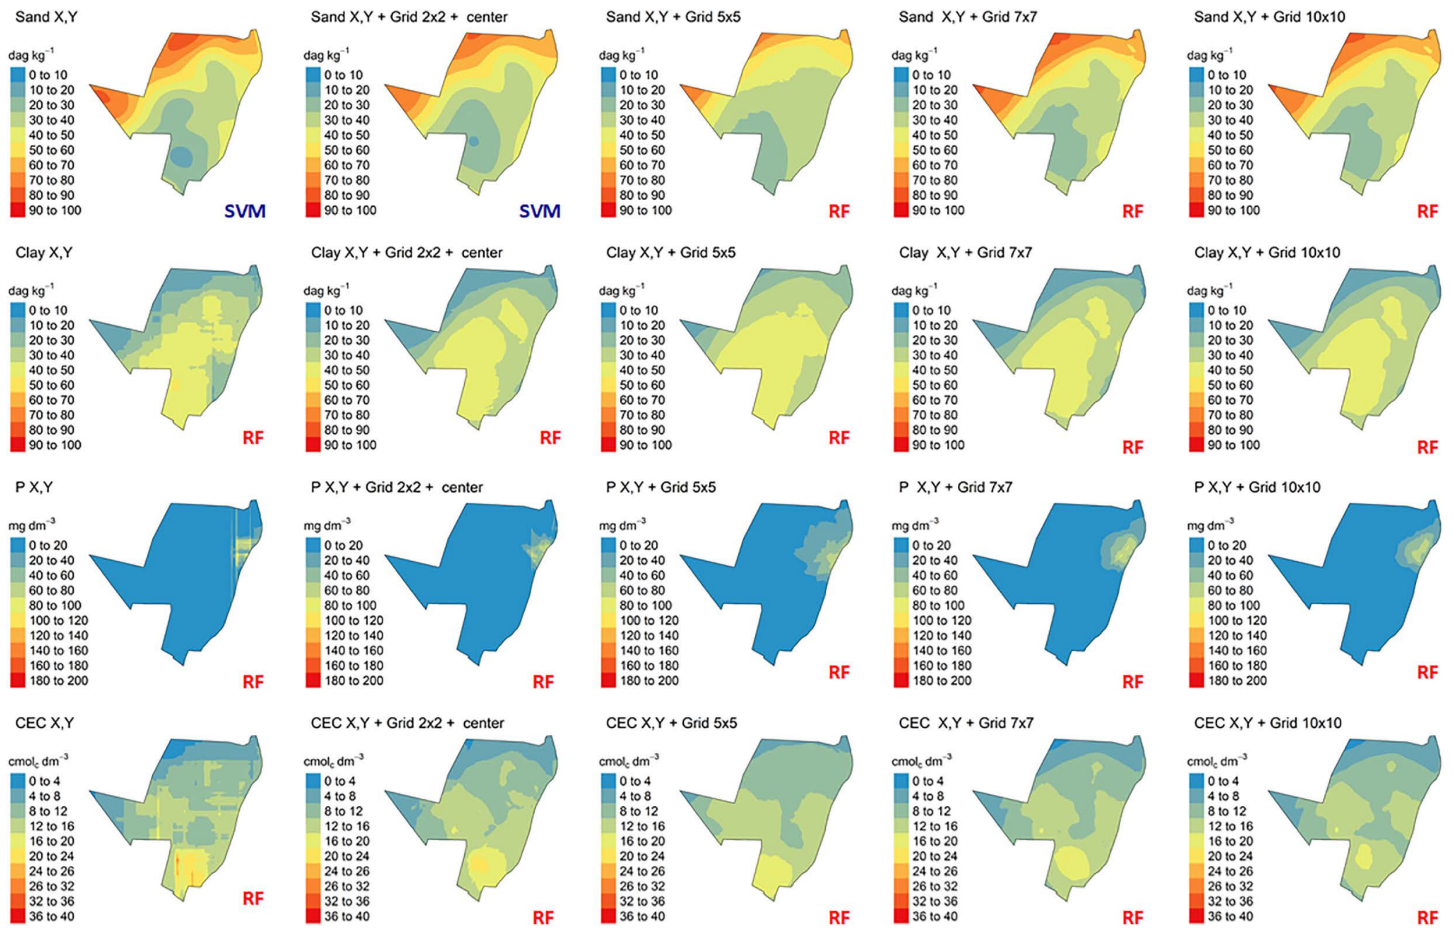 Sand X,Y
dag kg⁻¹
0 to 10
10 to 20
20 to 30
30 to 40
40 to 50
50 to 60
60 to 70
70 to 80
80 to 90
90 to 100
SVM
Sand X,Y + Grid 2x2 + center
dag kg⁻¹
0 to 10
10 to 20
20 to 30
30 to 40
40 to 50
50 to 60
60 to 70
70 to 80
80 to 90
90 to 100
SVM
Sand X,Y + Grid 5x5
dag kg⁻¹
0 to 10
10 to 20
20 to 30
30 to 40
40 to 50
50 to 60
60 to 70
70 to 80
80 to 90
90 to 100
RF
Sand X,Y + Grid 7x7
dag kg⁻¹
0 to 10
10 to 20
20 to 30
30 to 40
40 to 50
50 to 60
60 to 70
70 to 80
80 to 90
90 to 100
RF
Sand X,Y + Grid 10x10
dag kg⁻¹
0 to 10
10 to 20
20 to 30
30 to 40
40 to 50
50 to 60
60 to 70
70 to 80
80 to 90
90 to 100
RF
Clay X,Y
dag kg⁻¹
0 to 10
10 to 20
20 to 30
30 to 40
40 to 50
50 to 60
60 to 70
70 to 80
80 to 90
90 to 100
RF
Clay X,Y + Grid 2x2 + center
dag kg⁻¹
0 to 10
10 to 20
20 to 30
30 to 40
40 to 50
50 to 60
60 to 70
70 to 80
80 to 90
90 to 100
RF
Clay X,Y + Grid 5x5
dag kg⁻¹
0 to 10
10 to 20
20 to 30
30 to 40
40 to 50
50 to 60
60 to 70
70 to 80
80 to 90
90 to 100
RF
Clay X,Y + Grid 7x7
dag kg⁻¹
0 to 10
10 to 20
20 to 30
30 to 40
40 to 50
50 to 60
60 to 70
70 to 80
80 to 90
90 to 100
RF
Clay X,Y + Grid 10x10
dag kg⁻¹
0 to 10
10 to 20
20 to 30
30 to 40
40 to 50
50 to 60
60 to 70
70 to 80
80 to 90
90 to 100
RF
P X,Y
mg dm⁻³
0 to 20
20 to 40
40 to 60
60 to 80
80 to 100
100 to 120
120 to 140
140 to 160
160 to 180
180 to 200
RF
P X,Y + Grid 2x2 + center
mg dm⁻³
0 to 20
20 to 40
40 to 60
60 to 80
80 to 100
100 to 120
120 to 140
140 to 160
160 to 180
180 to 200
RF
P X,Y + Grid 5x5
mg dm⁻³
0 to 20
20 to 40
40 to 60
60 to 80
80 to 100
100 to 120
120 to 140
140 to 160
160 to 180
180 to 200
RF
P X,Y + Grid 7x7
mg dm⁻³
0 to 20
20 to 40
40 to 60
60 to 80
80 to 100
100 to 120
120 to 140
140 to 160
160 to 180
180 to 200
RF
P X,Y + Grid 10x10
mg dm⁻³
0 to 20
20 to 40
40 to 60
60 to 80
80 to 100
100 to 120
120 to 140
140 to 160
160 to 180
180 to 200
RF
CEC X,Y
cmol꜀ dm⁻³
0 to 4
4 to 8
8 to 12
12 to 16
16 to 20
20 to 24
24 to 26
26 to 32
32 to 36
36 to 40
RF
CEC X,Y + Grid 2x2 + center
cmol꜀ dm⁻³
0 to 4
4 to 8
8 to 12
12 to 16
16 to 20
20 to 24
24 to 26
26 to 32
32 to 36
36 to 40
RF
CEC X,Y + Grid 5x5
cmol꜀ dm⁻³
0 to 4
4 to 8
8 to 12
12 to 16
16 to 20
20 to 24
24 to 26
26 to 32
32 to 36
36 to 40
RF
CEC X,Y + Grid 7x7
cmol꜀ dm⁻³
0 to 4
4 to 8
8 to 12
12 to 16
16 to 20
20 to 24
24 to 26
26 to 32
32 to 36
36 to 40
RF
CEC X,Y + Grid 10x10
cmol꜀ dm⁻³
0 to 4
4 to 8
8 to 12
12 to 16
16 to 20
20 to 24
24 to 26
26 to 32
32 to 36
36 to 40
RF